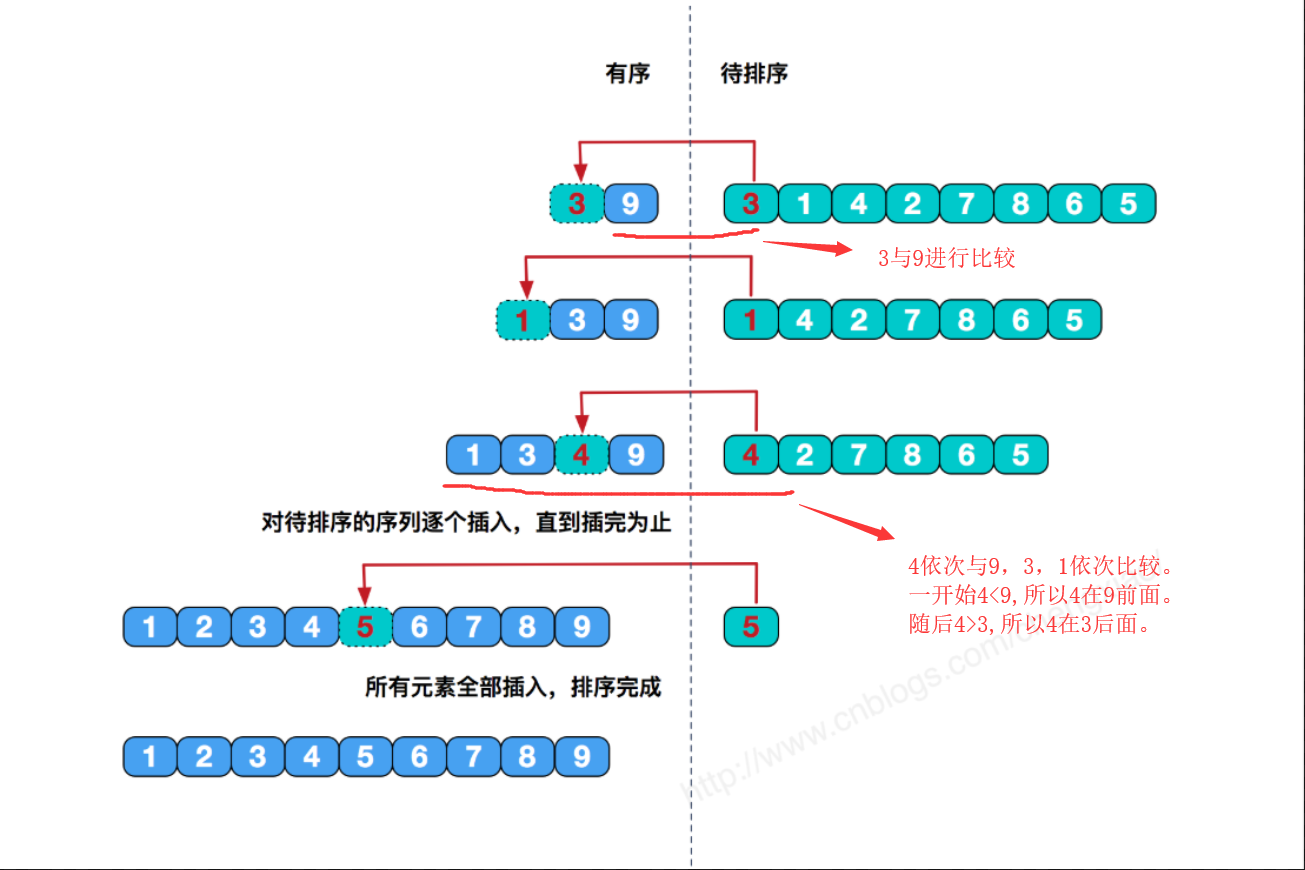 有序 待排序
3 9 3 1 4 2 7 8 6 5
3与9进行比较
1 3 9 1 4 2 7 8 6 5
1 3 4 9 4 2 7 8 6 5
对待排序的序列逐个插入，直到插完为止
4依次与9，3，1依次比较。
一开始4<9,所以4在9前面。
随后4>3,所以4在3后面。
1 2 3 4 5 6 7 8 9 5
所有元素全部插入，排序完成
1 2 3 4 5 6 7 8 9
http://www.cnblogs.com/